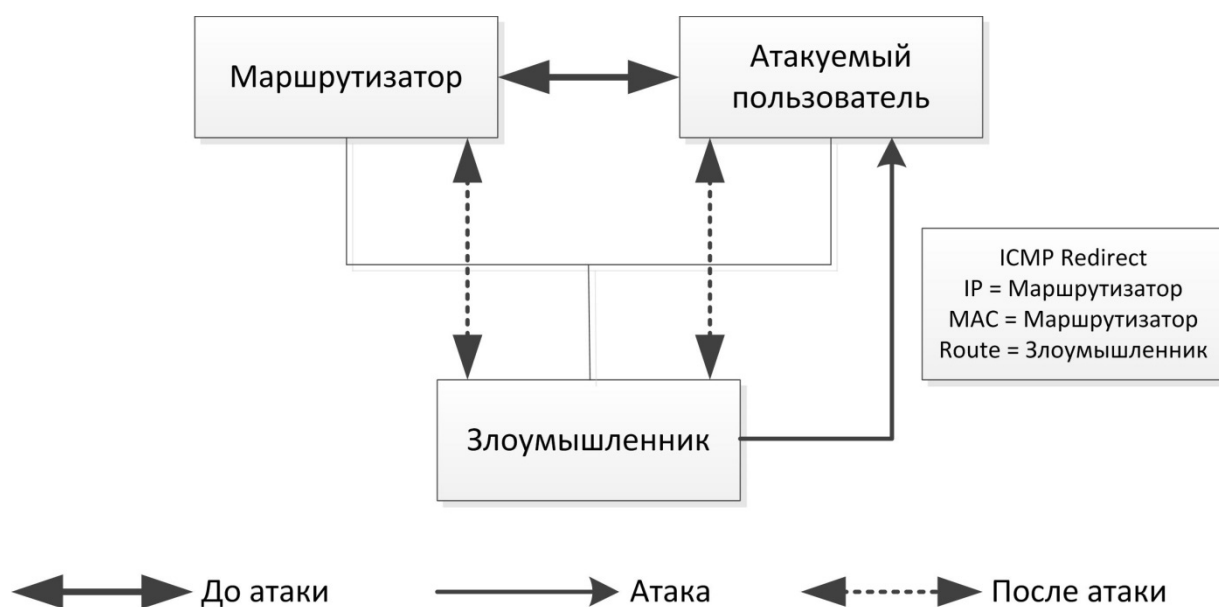 Маршрутизатор
Атакуемый
пользователь
ICMP Redirect
IP = Маршрутизатор
MAC = Маршрутизатор
Route = Злоумышленник
Злоумышленник
До атаки
Атака
После атаки